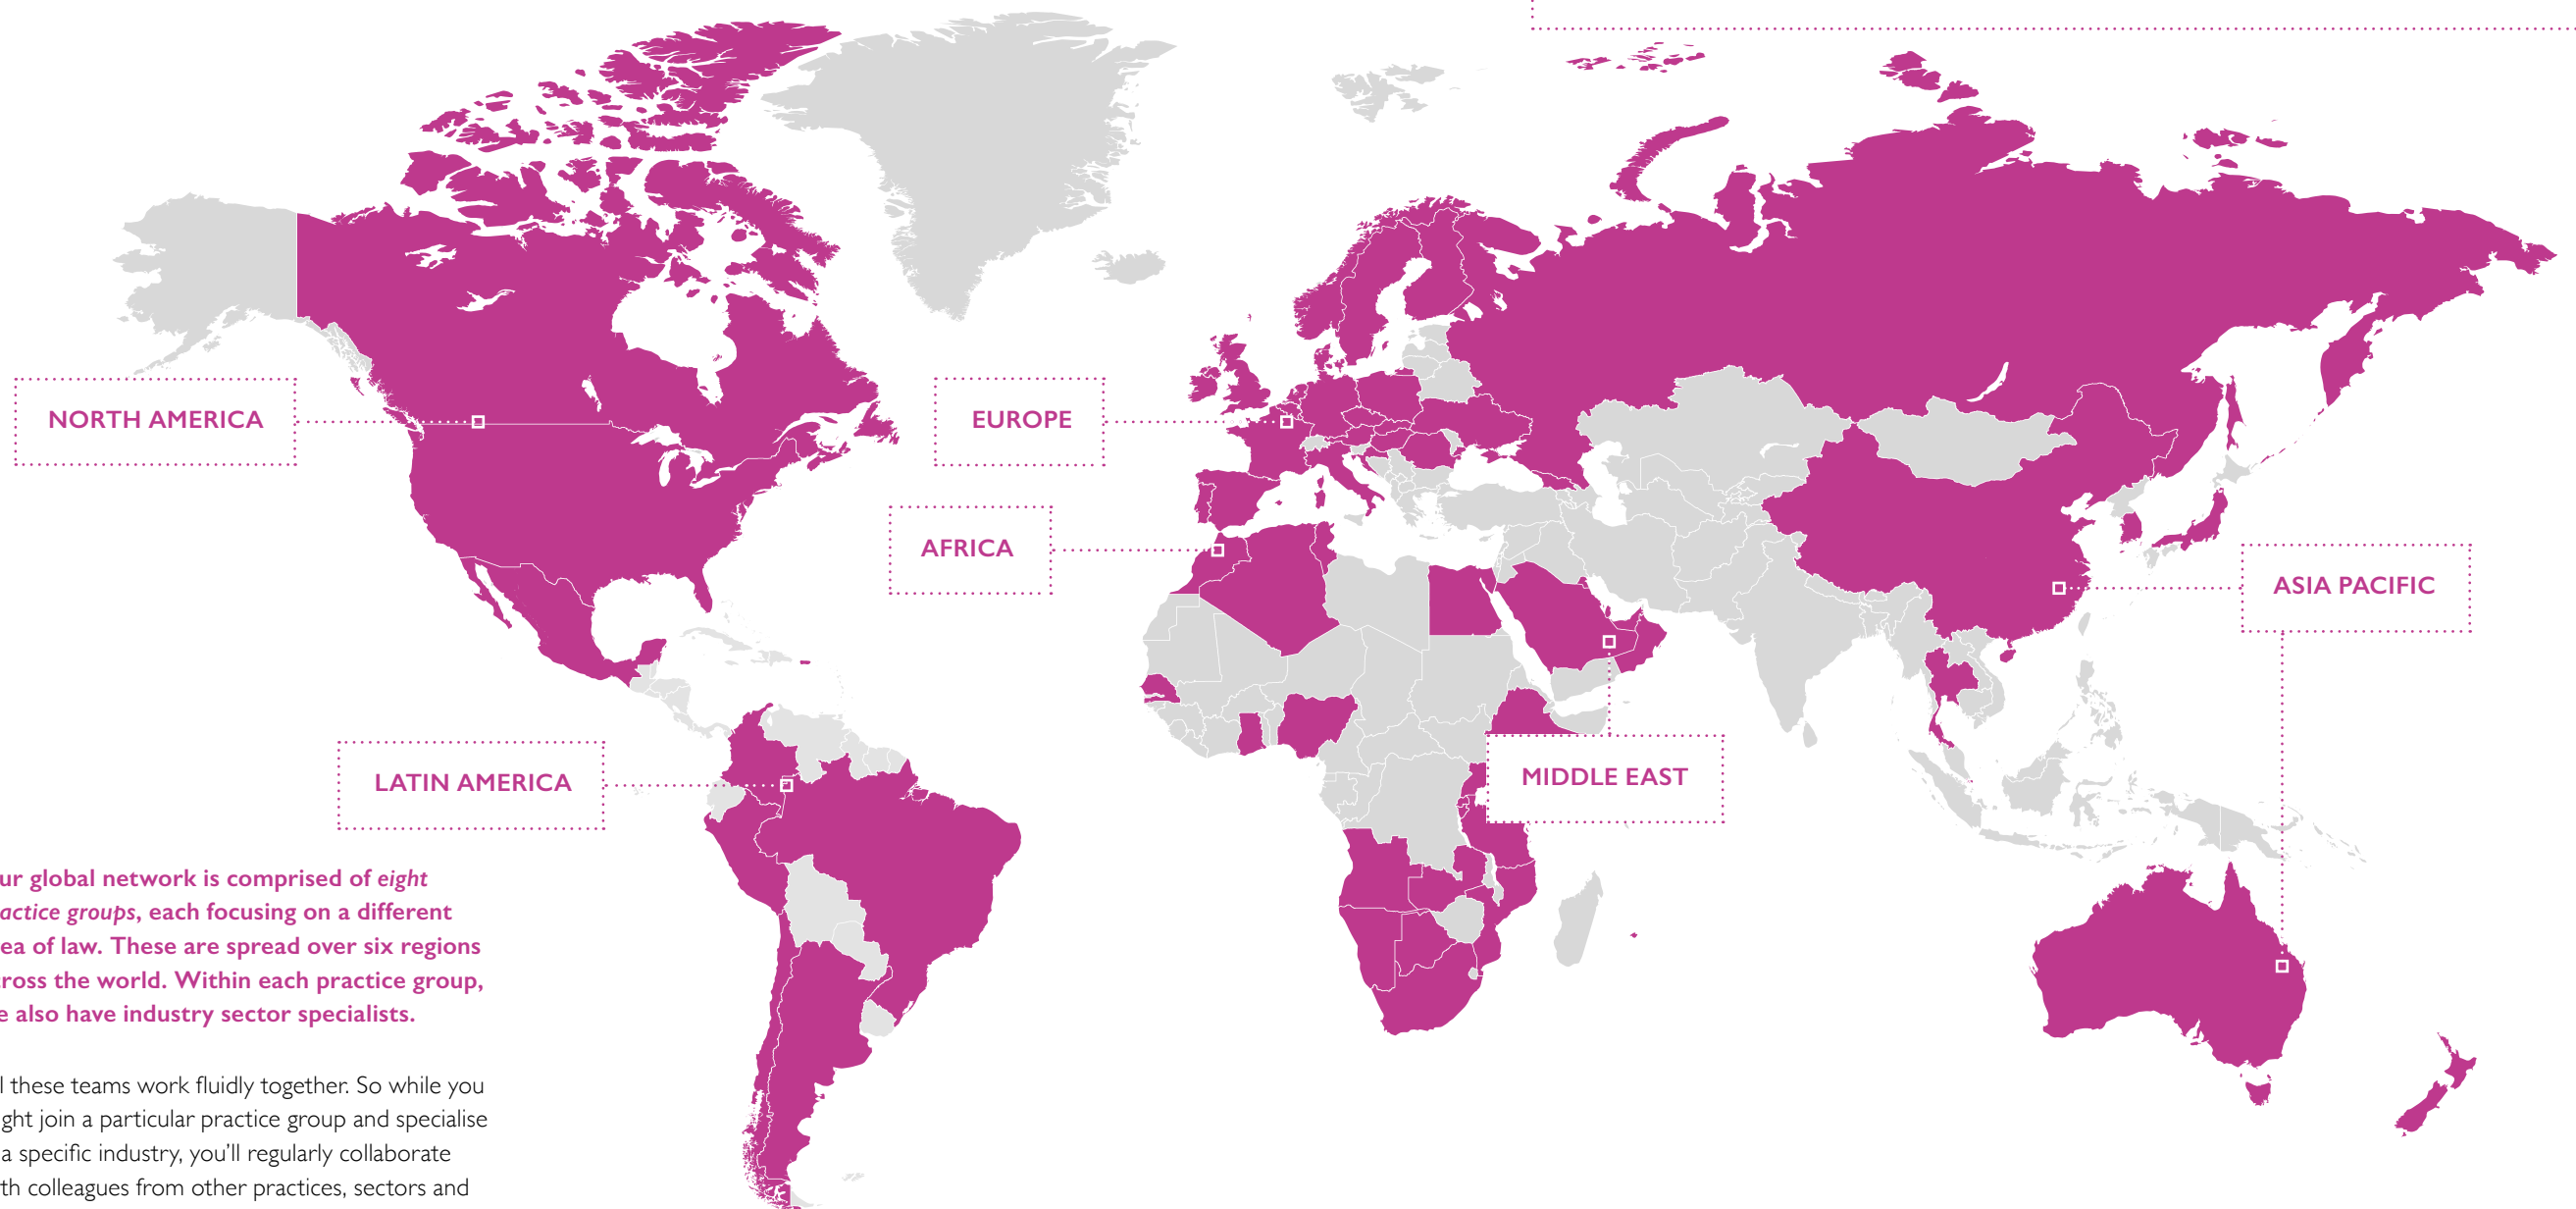 NORTH AMERICA
EUROPE
AFRICA
ASIA PACIFIC
LATIN AMERICA
MIDDLE EAST
ur global network is comprised of eight
actice groups, each focusing on a different
ea of law. These are spread over six regions
ross the world. Within each practice group,
e also have industry sector specialists.
l these teams work fluidly together. So while you
ght join a particular practice group and specialise
a specific industry, you'll regularly collaborate
th colleagues from other practices, sectors and